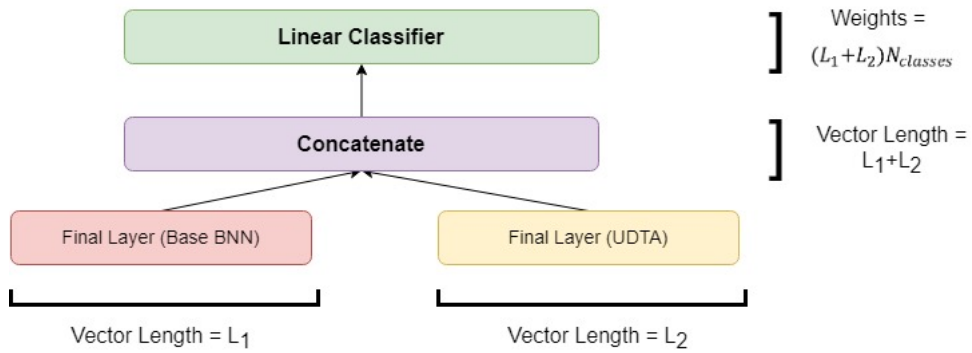 Linear Classifier
Weights =
(L₁+L₂)N_classes
Concatenate
Vector Length =
L₁+L₂
Final Layer (Base BNN)
Final Layer (UDTA)
Vector Length = L₁
Vector Length = L₂